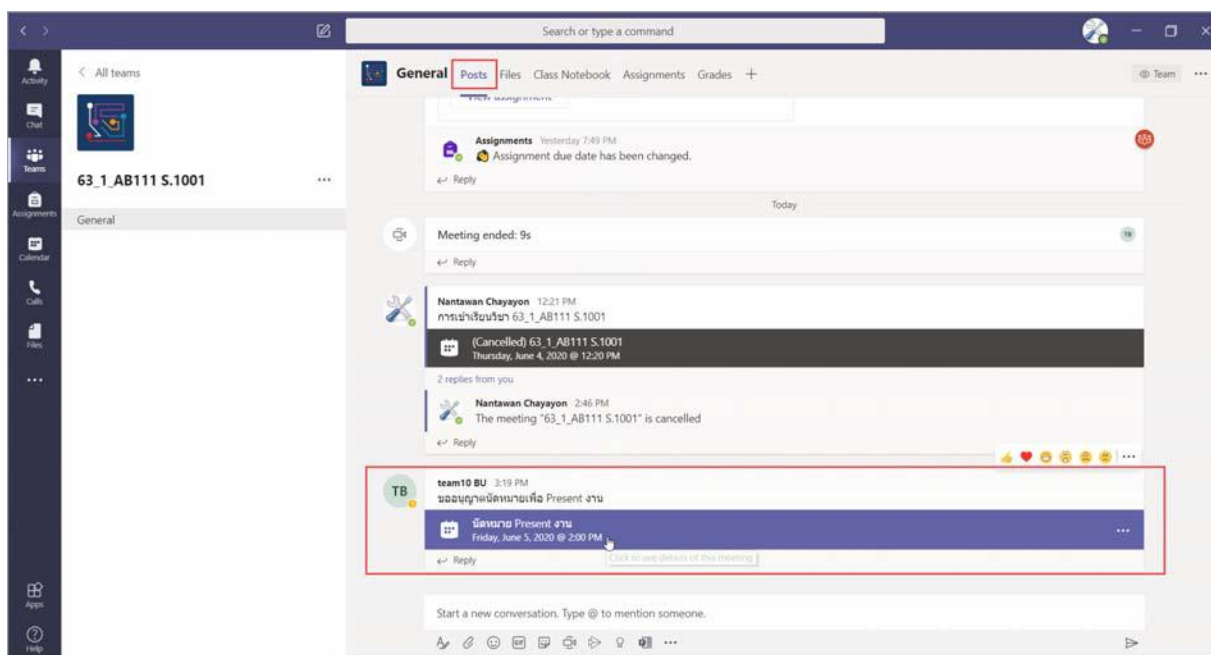 Search or type a command
Activity
Chat
Teams
Assignments
Calendar
Calls
Files
Apps
Help
All teams
63_1_AB111 S.1001
General
General Posts Files Class Notebook Assignments Grades
Team
View assignment
Assignments Yesterday 7:49 PM
Assignment due date has been changed.
Reply
Today
Meeting ended: 9s
TB
Reply
Nantawan Chayayon 12:21 PM
การเข้าเรียนวิชา 63_1_AB111 S.1001
(Cancelled) 63_1_AB111 S.1001
Thursday, June 4, 2020 @ 12:20 PM
2 replies from you
Nantawan Chayayon 2:46 PM
The meeting "63_1_AB111 S.1001" is cancelled
Reply
TB
team10 BU 3:19 PM
ขออนุญาตนัดหมายเพื่อ Present งาน
นัดหมาย Present งาน
Friday, June 5, 2020 @ 2:00 PM
Click to see details of this meeting
Reply
Start a new conversation. Type @ to mention someone.
GIF